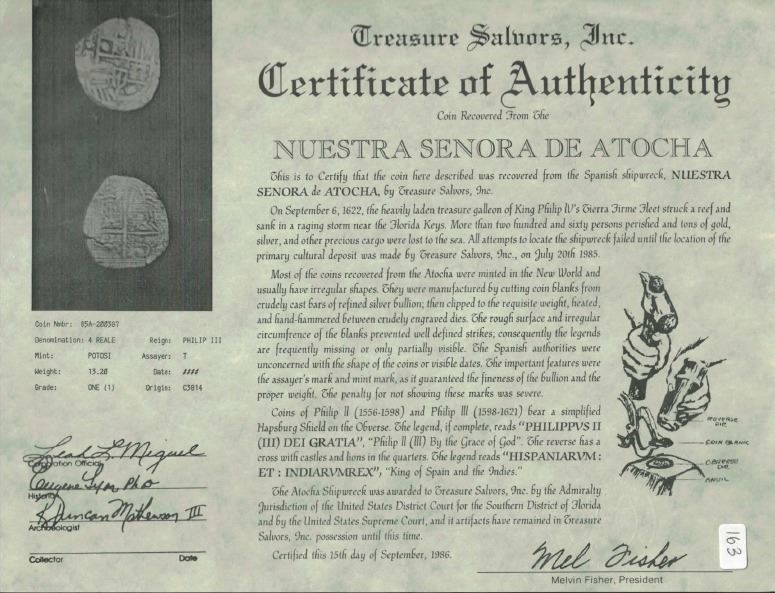 Treasure Salvors, Inc.
Certificate of Authenticity
Coin Recovered From The
NUESTRA SENORA DE ATOCHA
This is to Certify that the coin here described was recovered from the Spanish shipwreck, NUESTRA
SENORA de ATOCHA, by Treasure Salvors, Inc.
On September 6, 1622, the heavily laden treasure galleon of King Philip IV's Tierra Firme Fleet struck a reef and
sank in a raging storm near the Florida Keys. More than two hundred and sixty persons perished and tons of gold,
silver, and other precious cargo were lost to the sea. All attempts to locate the shipwreck failed until the location of the
primary cultural deposit was made by Treasure Salvors, Inc., on July 20th 1985.
Most of the coins recovered from the Atocha were minted in the New World and
usually have irregular shapes. They were manufactured by cutting coin blanks from
crudely cast bars of refined silver bullion; then clipped to the requisite weight, heated,
and hand-hammered between crudely engraved dies. The rough surface and irregular
circumfrence of the blanks prevented well defined strikes; consequently the legends
are frequently missing or only partially visible. The Spanish authorities were
unconcerned with the shape of the coins or visible dates. The important features were
the assayer's mark and mint mark, as it guaranteed the fineness of the bullion and the
proper weight. The penalty for not showing these marks was severe.
Coins of Philip II (1556-1598) and Philip III (1598-1621) bear a simplified
Hapsburg Shield on the Obverse. The legend, if complete, reads "PHILIPPVS II
(III) DEI GRATIA", "Philip II (III) By the Grace of God". The reverse has a
cross with castles and lions in the quarters. The legend reads "HISPANIARVM :
ET : INDIARVMREX", "King of Spain and the Indies."
The Atocha Shipwreck was awarded to Treasure Salvors, Inc. by the Admiralty
Jurisdiction of the United States District Court for the Southern District of Florida
and by the United States Supreme Court, and it artifacts have remained in Treasure
Salvors, Inc. possession until this time.
Certified this 15th day of September, 1986.
Coin Nmbr: 85A-200387
Denomination: 4 REALE Reign: PHILIP III
Mint: POTOSI Assayer: T
Weight: 13.20 Date: ####
Grade: ONE (1) Origin: C3814
Leah L. Miguel
Corporation Official
Eugene Lyon PhD
Historian
R Duncan Mathewson III
Archaeologist
Collector Date
REVERSE
DIE
COIN BLANK
OBVERSE
DIE
ANVIL
Mel Fisher
Melvin Fisher, President
163